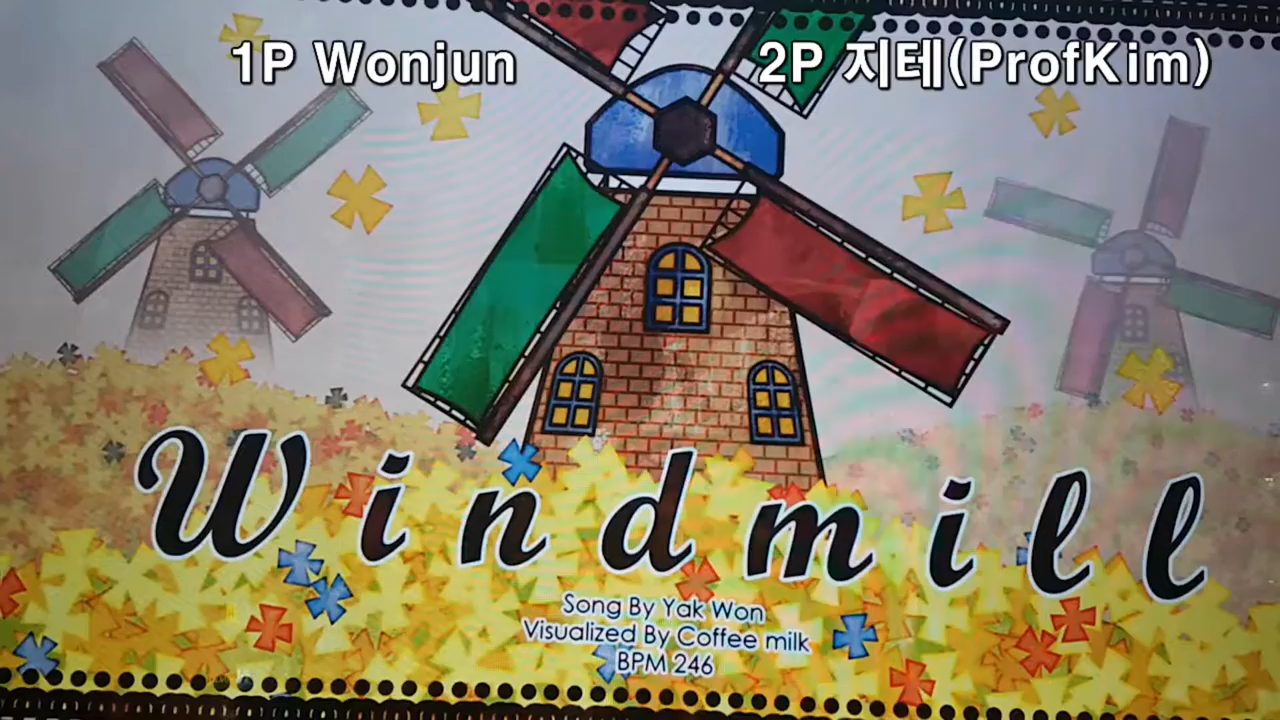 1P Wonjun
2P 지테(ProfKim)
Windmill
Song By Yak Won
Visualized By Coffee milk
BPM 246